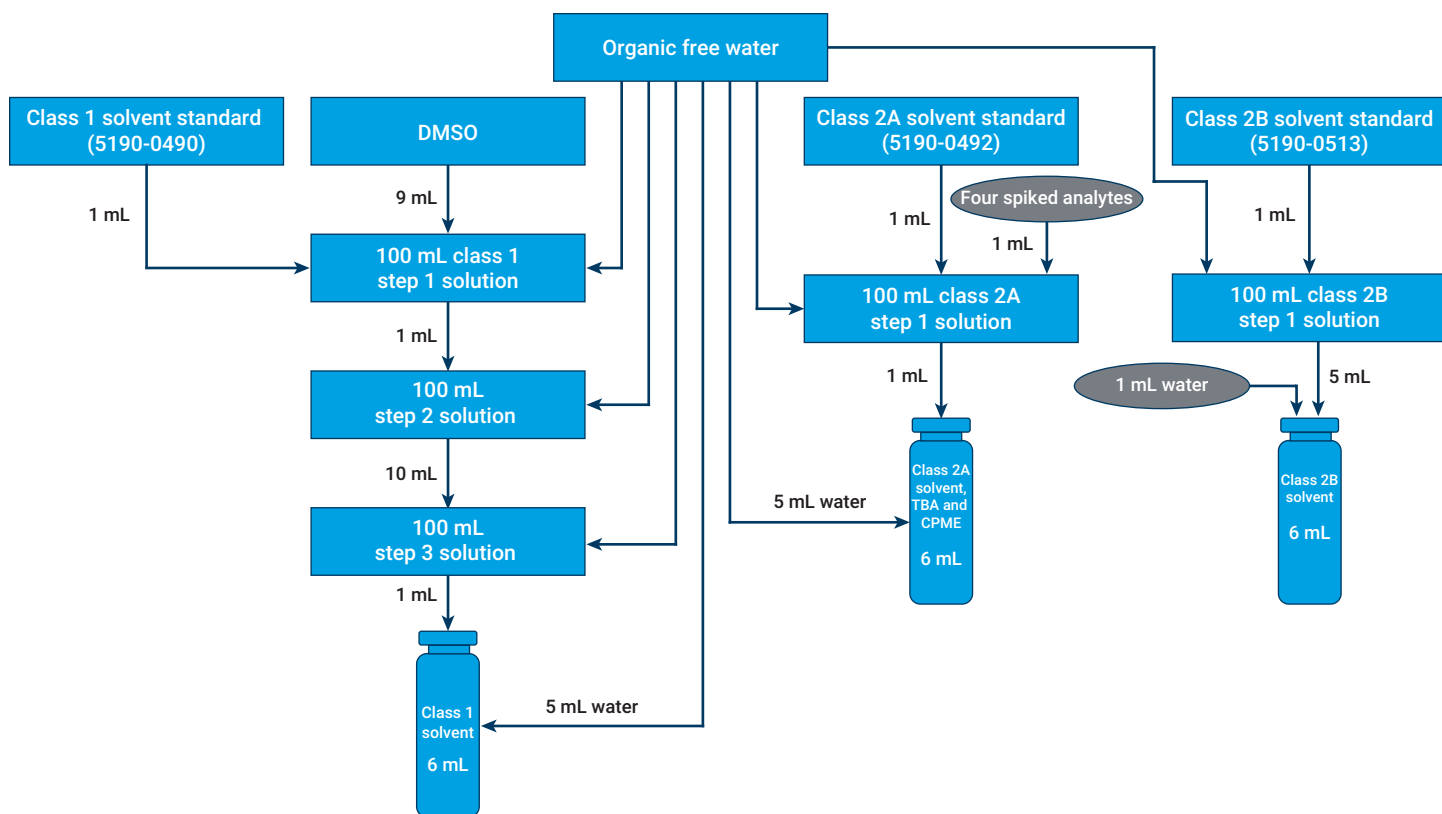 Organic free water
Class 1 solvent standard
(5190-0490)
DMSO
Class 2A solvent standard
(5190-0492)
Class 2B solvent standard
(5190-0513)
1 mL
9 mL
1 mL
Four spiked analytes
1 mL
1 mL
100 mL class 1
step 1 solution
100 mL class 2A
step 1 solution
100 mL class 2B
step 1 solution
1 mL
1 mL
1 mL water
5 mL
100 mL
step 2 solution
10 mL
5 mL water
Class 2A
solvent,
TBA and
CPME
6 mL
Class 2B
solvent
6 mL
100 mL
step 3 solution
1 mL
5 mL water
Class 1
solvent
6 mL